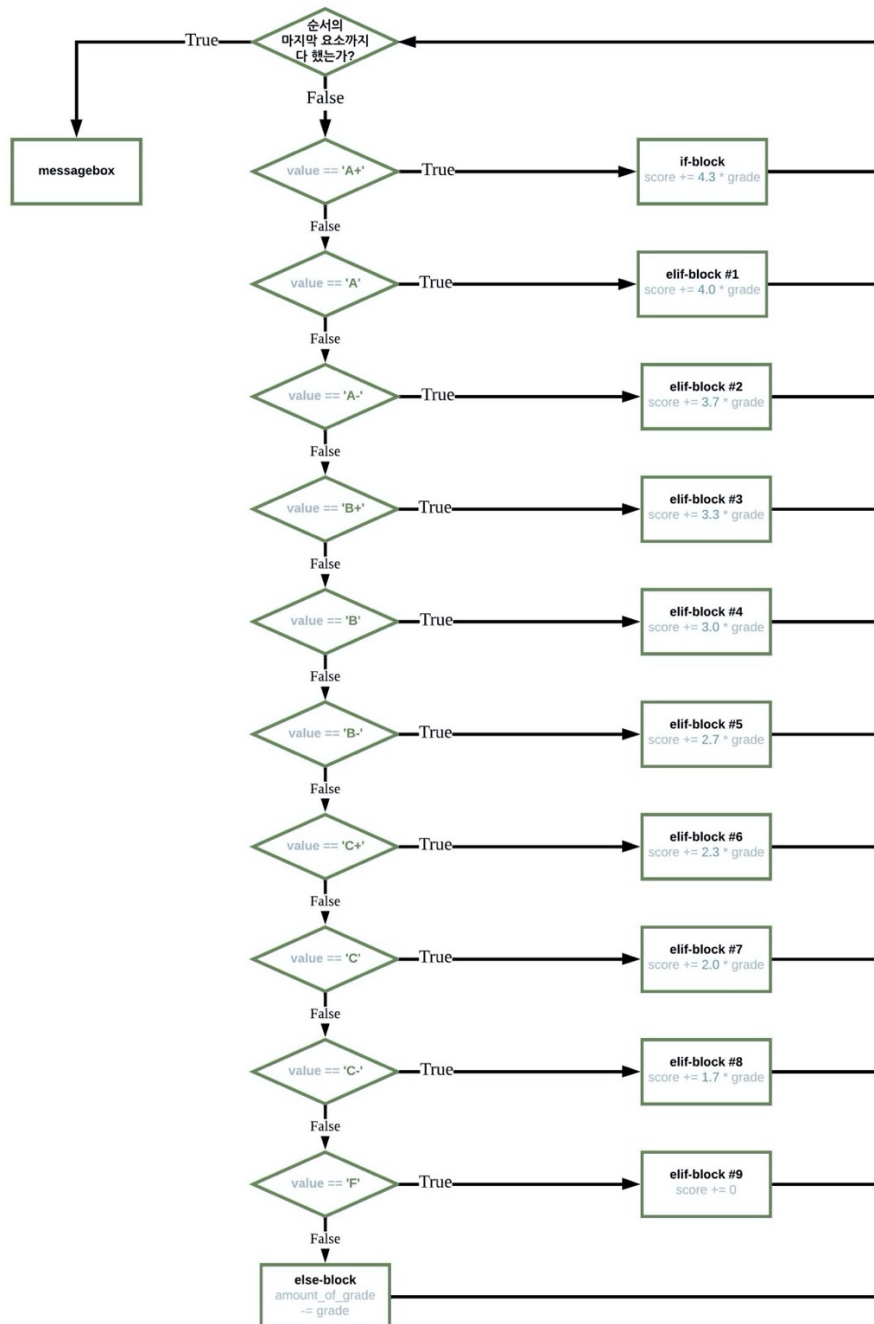 순서의
마지막 요소까지
다 했는가?
True
False
messagebox
value == 'A+'
True
if-block
score += 4.3 * grade
False
value == 'A'
True
elif-block #1
score += 4.0 * grade
False
value == 'A-'
True
elif-block #2
score += 3.7 * grade
False
value == 'B+'
True
elif-block #3
score += 3.3 * grade
False
value == 'B'
True
elif-block #4
score += 3.0 * grade
False
value == 'B-'
True
elif-block #5
score += 2.7 * grade
False
value == 'C+'
True
elif-block #6
score += 2.3 * grade
False
value == 'C'
True
elif-block #7
score += 2.0 * grade
False
value == 'C-'
True
elif-block #8
score += 1.7 * grade
False
value == 'F'
True
elif-block #9
score += 0
False
else-block
amount_of_grade
-= grade